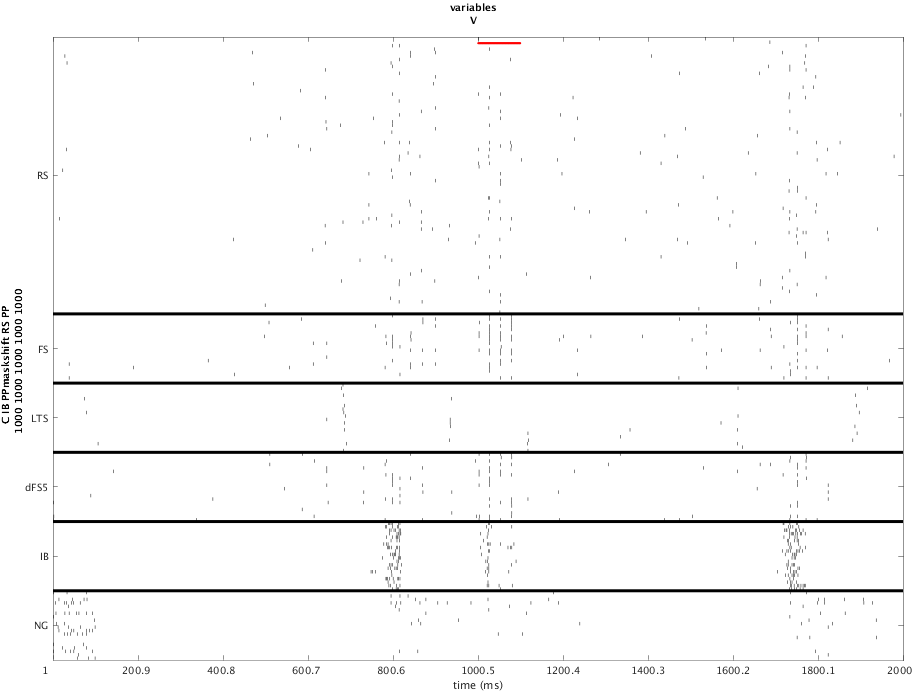 variables
V
C IB PPmaskshift RS PP
1000 1000 1000 1000 1000
RS
FS
LTS
dFS5
IB
NG
1 200.9 400.8 600.7 800.6 1000.5 1200.4 1400.3 1600.2 1800.1 2000
time (ms)